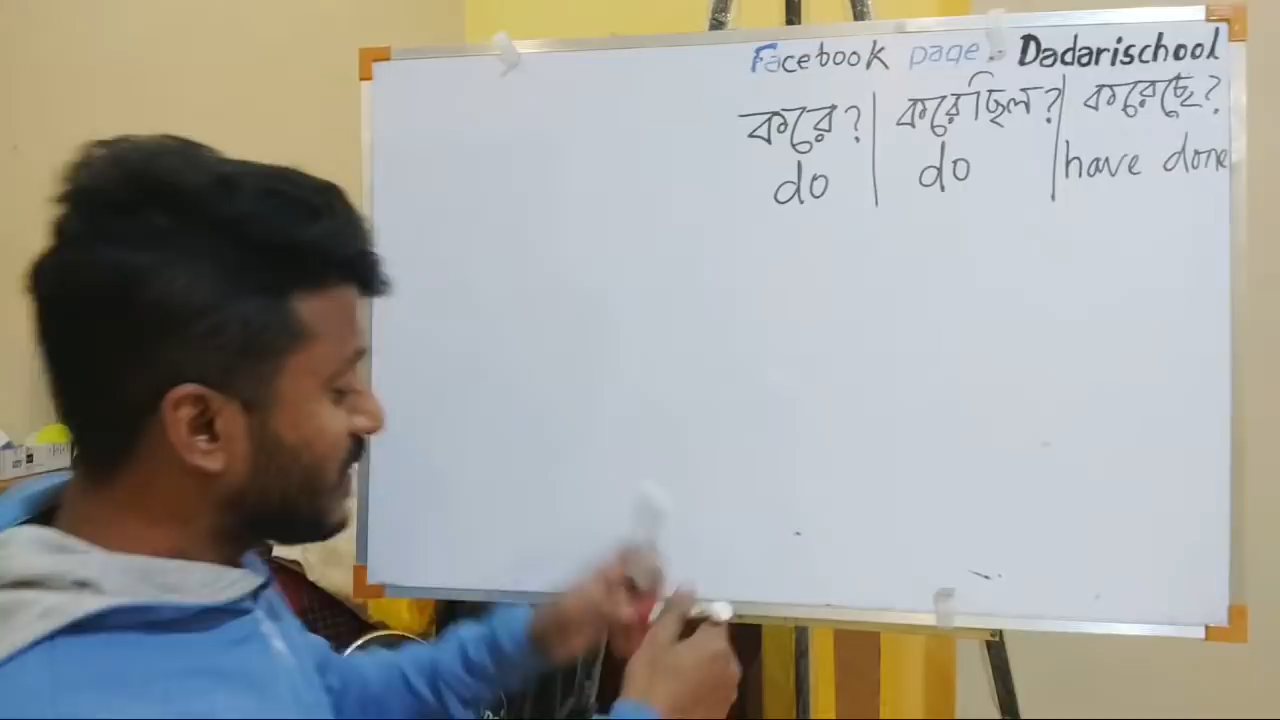 Facebook page:- Dadarischool
করে? | করেছিল? | করেছে?
do | do | have done